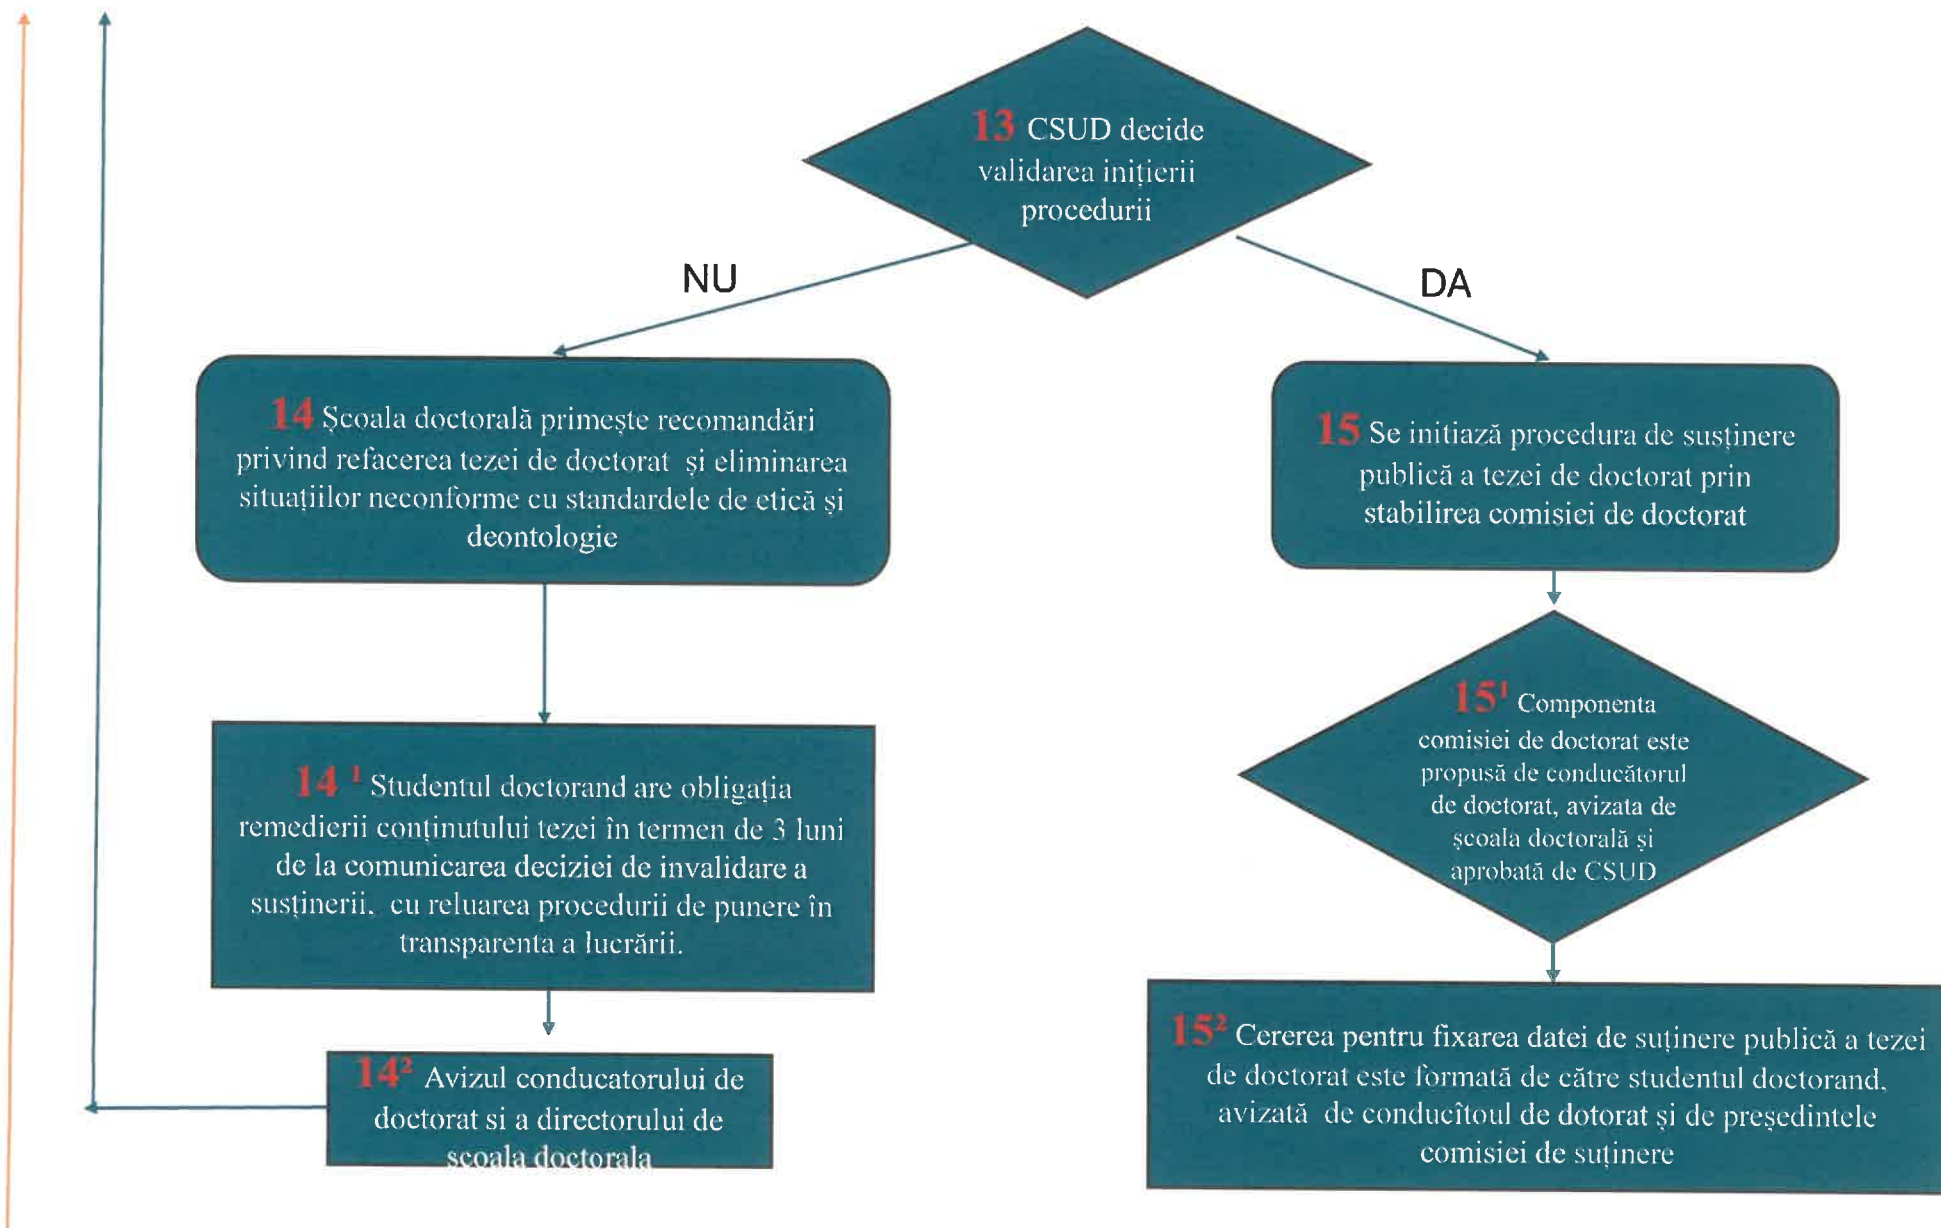 13 CSUD decide
validarea inițierii
procedurii
NU
DA
14 Școala doctorală primește recomandări
privind refacerea tezei de doctorat și eliminarea
situațiilor neconforme cu standardele de etică și
deontologie
15 Se initiază procedura de susținere
publică a tezei de doctorat prin
stabilirea comisiei de doctorat
14 ¹ Studentul doctorand are obligația
remedierii conținutului tezei în termen de 3 luni
de la comunicarea deciziei de invalidare a
susținerii, cu reluarea procedurii de punere în
transparenta a lucrării.
15¹ Componenta
comisiei de doctorat este
propusă de conducătorul
de doctorat, avizata de
școala doctorală și
aprobată de CSUD
14² Avizul conducatorului de
doctorat si a directorului de
scoala doctorala
15² Cererea pentru fixarea datei de suținere publică a tezei
de doctorat este formată de către studentul doctorand,
avizată de conducîtoul de dotorat și de președintele
comisiei de suținere